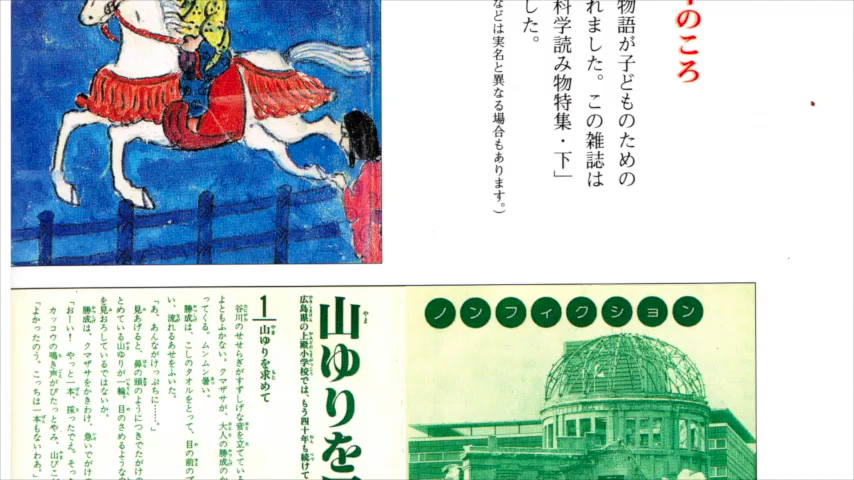 のころ
物語が子どものための
れました。この雑誌は
科学読み物特集・下」
した。
などは実名と異なる場合もあります。)
ノンフィクション
山ゆりを
広島県の上殿小学校では、もう四十年も続けて
1 山ゆりを求めて
谷川のせせらぎがすずしげな音を立てている
よともふかない。クマザサが、大人の勝成の
ってくる。ムンムン暑い。
勝成は、こしのタオルをとって、目の前の
い、流れるあせをふいた。
「あ、あんながけっぷちに……。」
見あげると、鼻の頭のようにつきでたがけの
とめている山ゆりが一輪、目のさめるような
を見おろしているではないか。
勝成は、クマザサをかきわけ、急いでがけの
「おーい! やっと一本、採ったでえ。そった
カッコウの鳴き声がぴたっとやみ、山びこ
「よかったのう。こっちは一本もないわあ。」